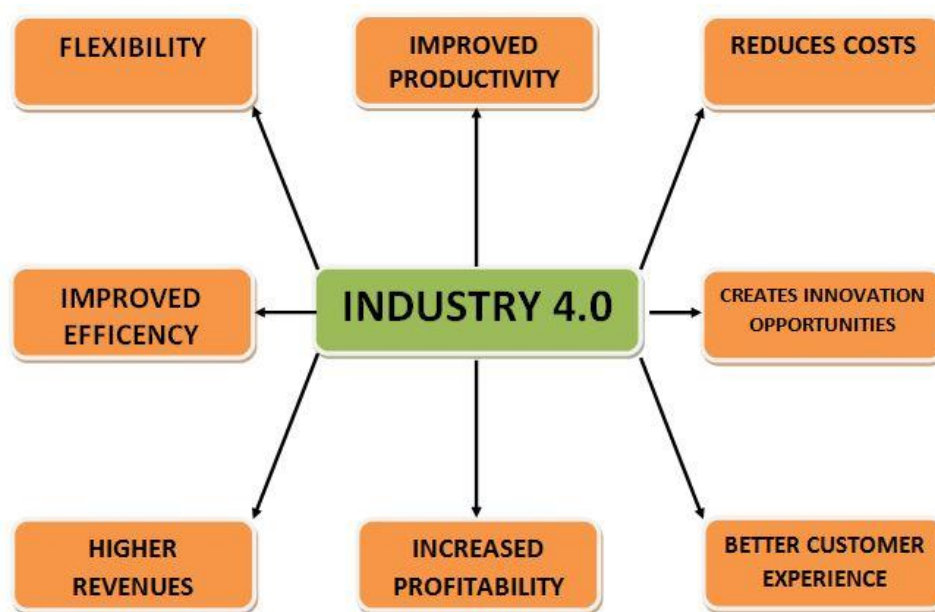 FLEXIBILITY
IMPROVED
PRODUCTIVITY
REDUCES COSTS
IMPROVED
EFFICENCY
INDUSTRY 4.0
CREATES INNOVATION
OPPORTUNITIES
HIGHER
REVENUES
INCREASED
PROFITABILITY
BETTER CUSTOMER
EXPERIENCE